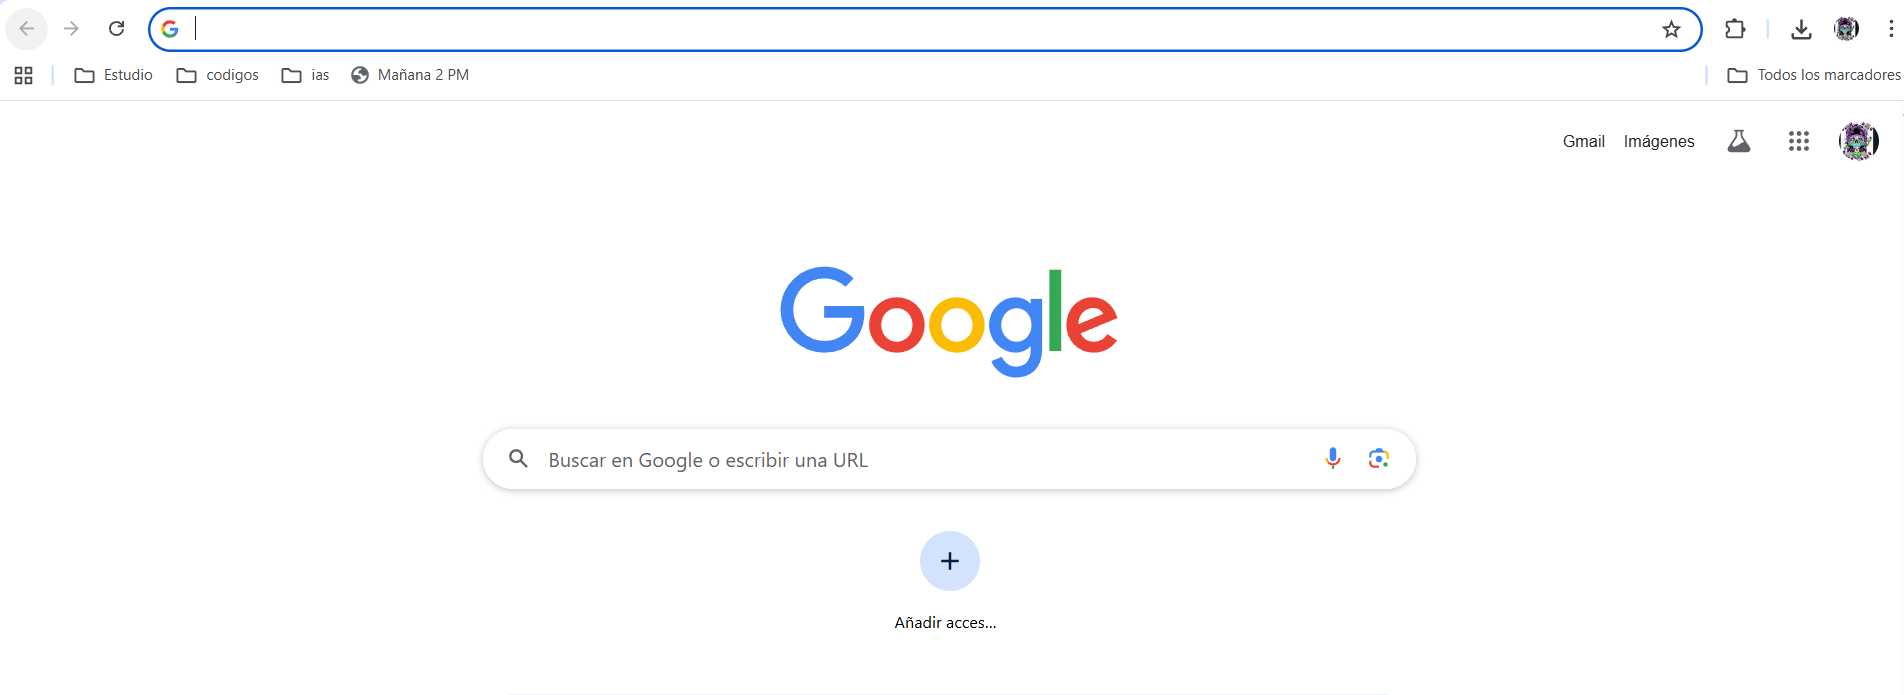 Estudio codigos ias Mañana 2 PM Todos los marcadores
Gmail Imágenes
Google
Buscar en Google o escribir una URL
Añadir acces...